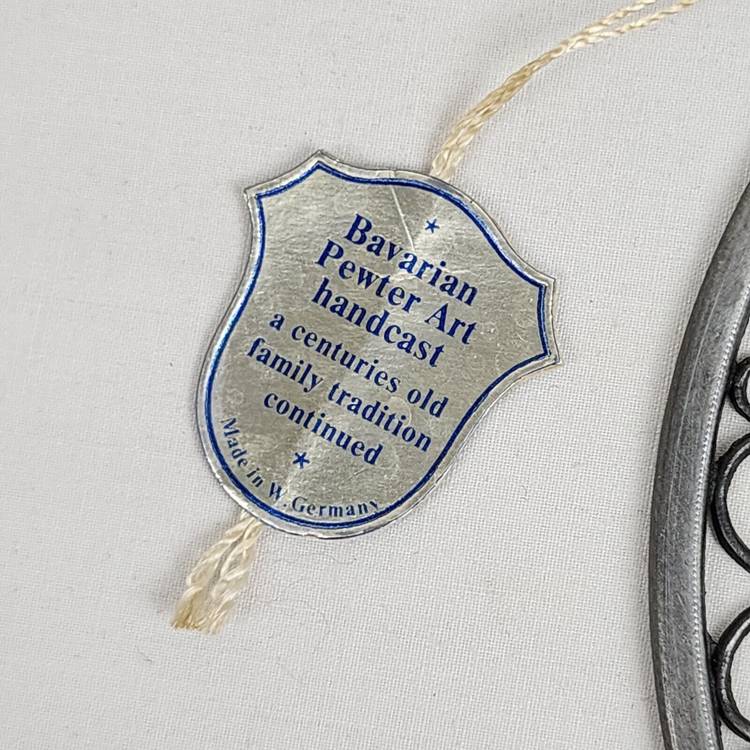 Bavarian
Pewter Art
handcast
a centuries old
family tradition
continued
Made in W. Germany